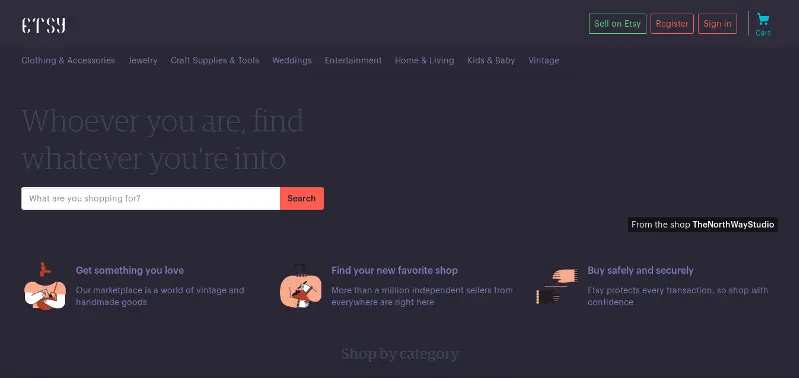 ETSY
Sell on Etsy
Register
Sign in
Cart
Clothing & Accessories
Jewelry
Craft Supplies & Tools
Weddings
Entertainment
Home & Living
Kids & Baby
Vintage
Whoever you are, find
whatever you're into
What are you shopping for?
Search
From the shop TheNorthWayStudio
Get something you love
Our marketplace is a world of vintage and
handmade goods
Find your new favorite shop
More than a million independent sellers from
everywhere are right here
Buy safely and securely
Etsy protects every transaction, so shop with
confidence
Shop by category